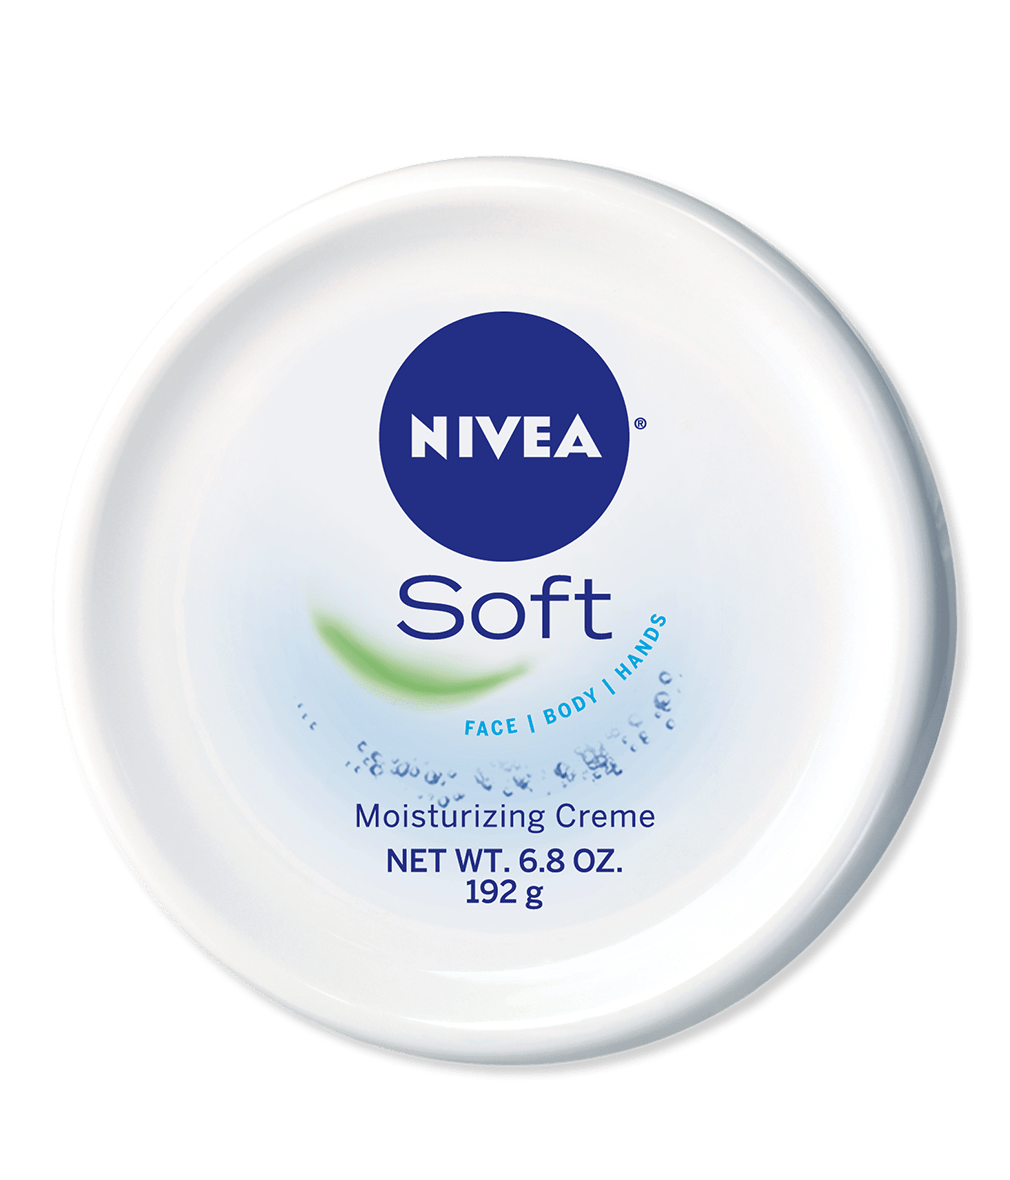 NIVEA®
Soft
FACE | BODY | HANDS
Moisturizing Creme
NET WT. 6.8 OZ.
192 g